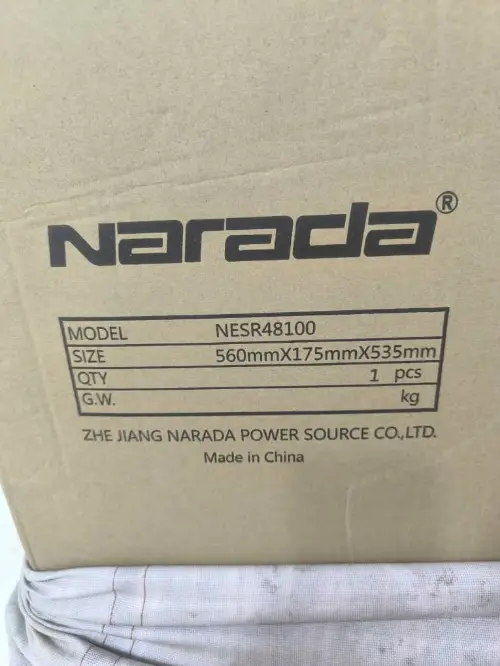 Narada®
MODEL NESR48100
SIZE 560mmX175mmX535mm
QTY 1 pcs
G.W. kg
ZHE JIANG NARADA POWER SOURCE CO.,LTD.
Made in China